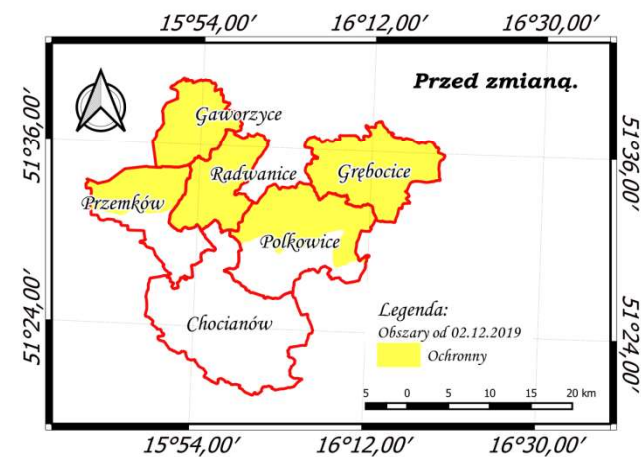 15°54,00' 16°12,00' 16°30,00'
Przed zmianą.
51°36,00' 51°36,00'
Gaworzyce
Radwanice Grębocice
Przemków
Polkowice
Chocianów
51°24,00' 51°24,00'
Legenda:
Obszary od 02.12.2019
Ochronny
5 0 5 10 15 20 km
15°54,00' 16°12,00' 16°30,00'